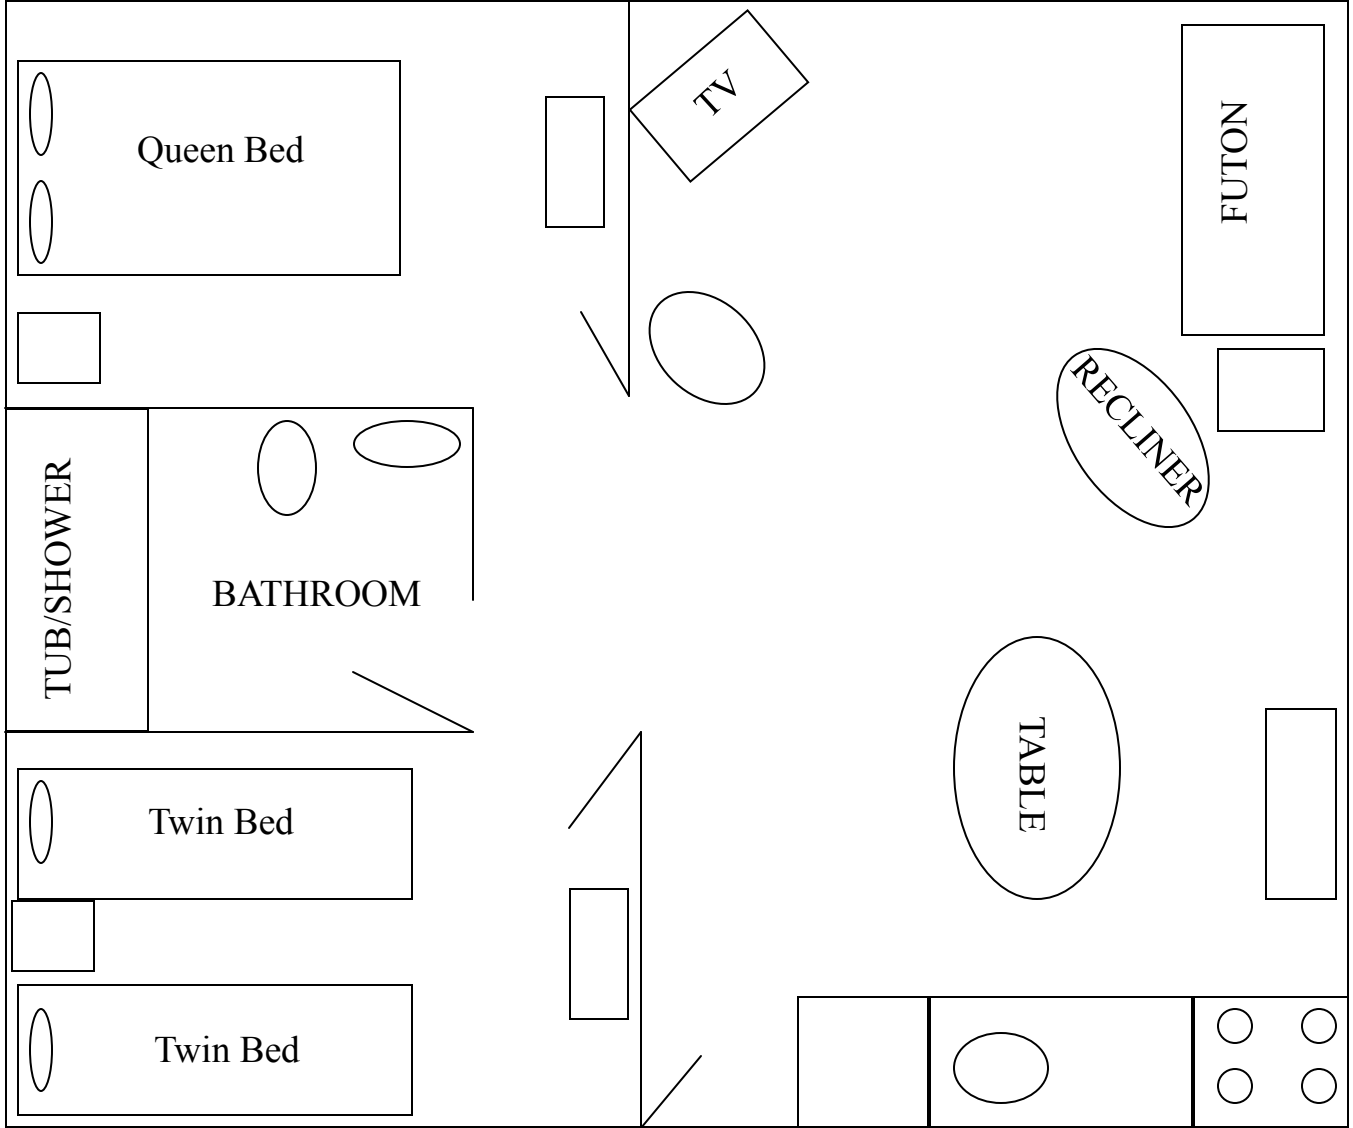 TV
Queen Bed
FUTON
RECLINER
TUB/SHOWER
BATHROOM
TABLE
Twin Bed
Twin Bed